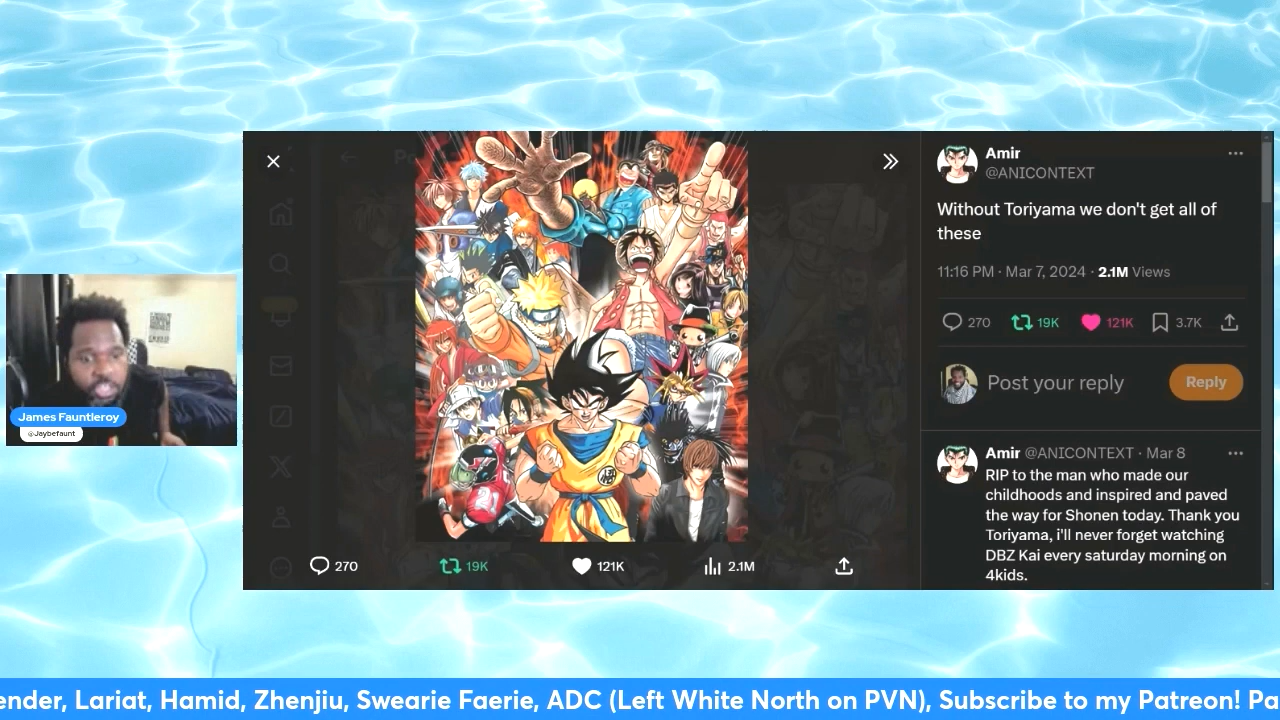 Amir
@ANICONTEXT
Without Toriyama we don't get all of
these
11:16 PM · Mar 7, 2024 · 2.1M Views
270 19K 121K 3.7K
Post your reply
Reply
Amir @ANICONTEXT · Mar 8
RIP to the man who made our
childhoods and inspired and paved
the way for Shonen today. Thank you
Toriyama, i'll never forget watching
DBZ Kai every saturday morning on
4kids.
270 19K 121K 2.1M
James Fauntleroy
@Jaybefaunt
ender, Lariat, Hamid, Zhenjiu, Swearie Faerie, ADC (Left White North on PVN), Subscribe to my Patreon! Pa